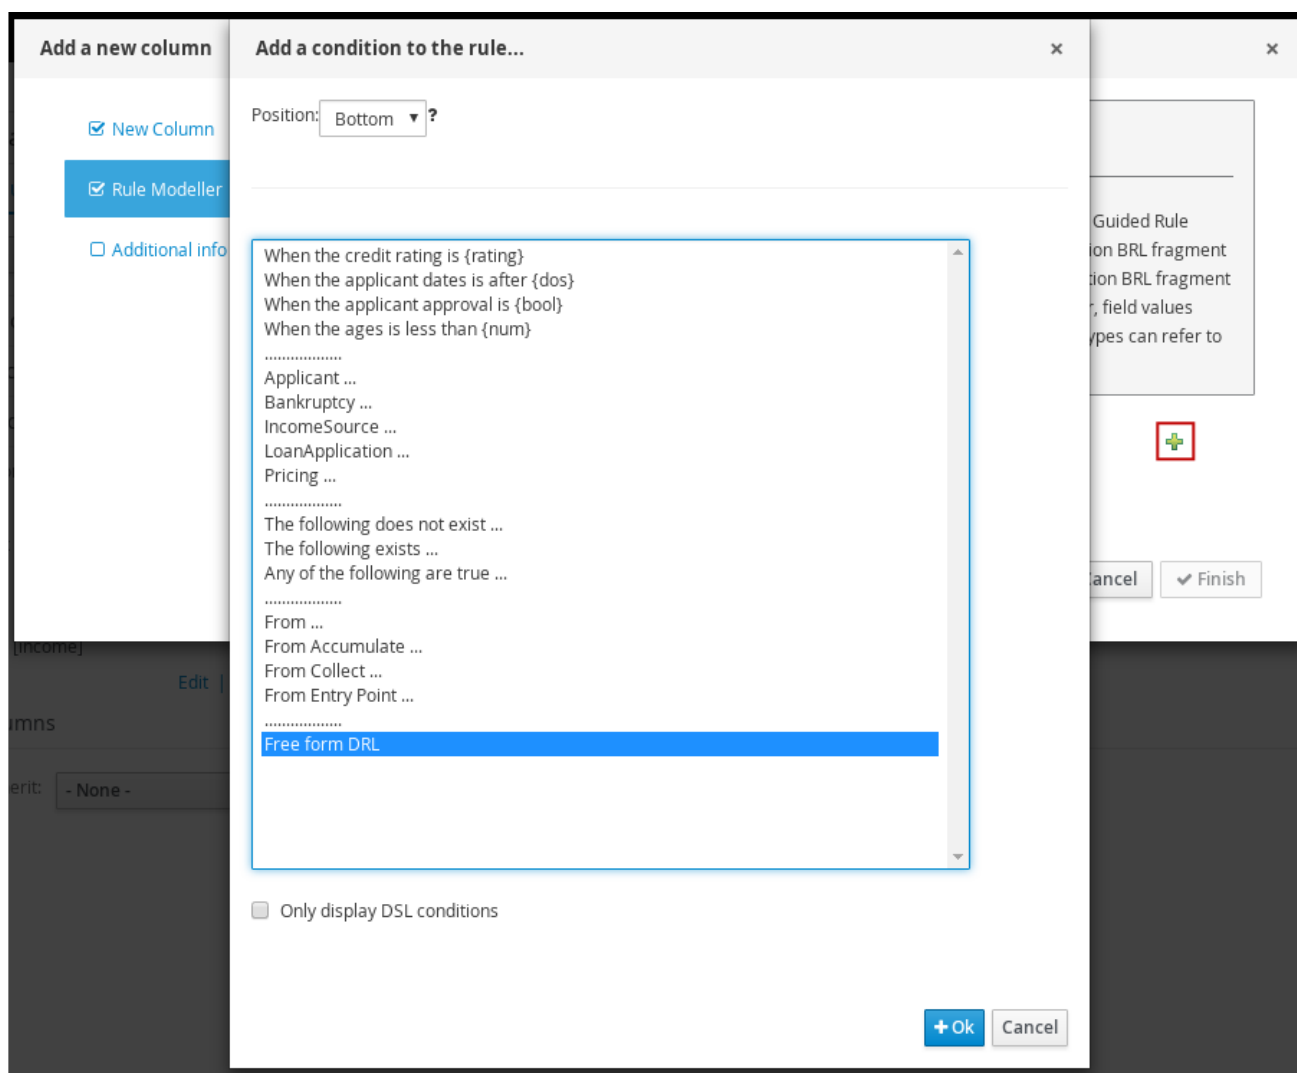 Add a new column
Add a condition to the rule...
New Column
Rule Modeller
Additional info
Position: Bottom ?
When the credit rating is {rating}
When the applicant dates is after {dos}
When the applicant approval is {bool}
When the ages is less than {num}
..................
Applicant ...
Bankruptcy ...
IncomeSource ...
LoanApplication ...
Pricing ...
..................
The following does not exist ...
The following exists ...
Any of the following are true ...
..................
From ...
From Accumulate ...
From Collect ...
From Entry Point ...
..................
Free form DRL
Only display DSL conditions
Ok
Cancel
Guided Rule
ion BRL fragment
tion BRL fragment
, field values
ypes can refer to
ancel
Finish
[income]
Edit |
umns
erit: - None -